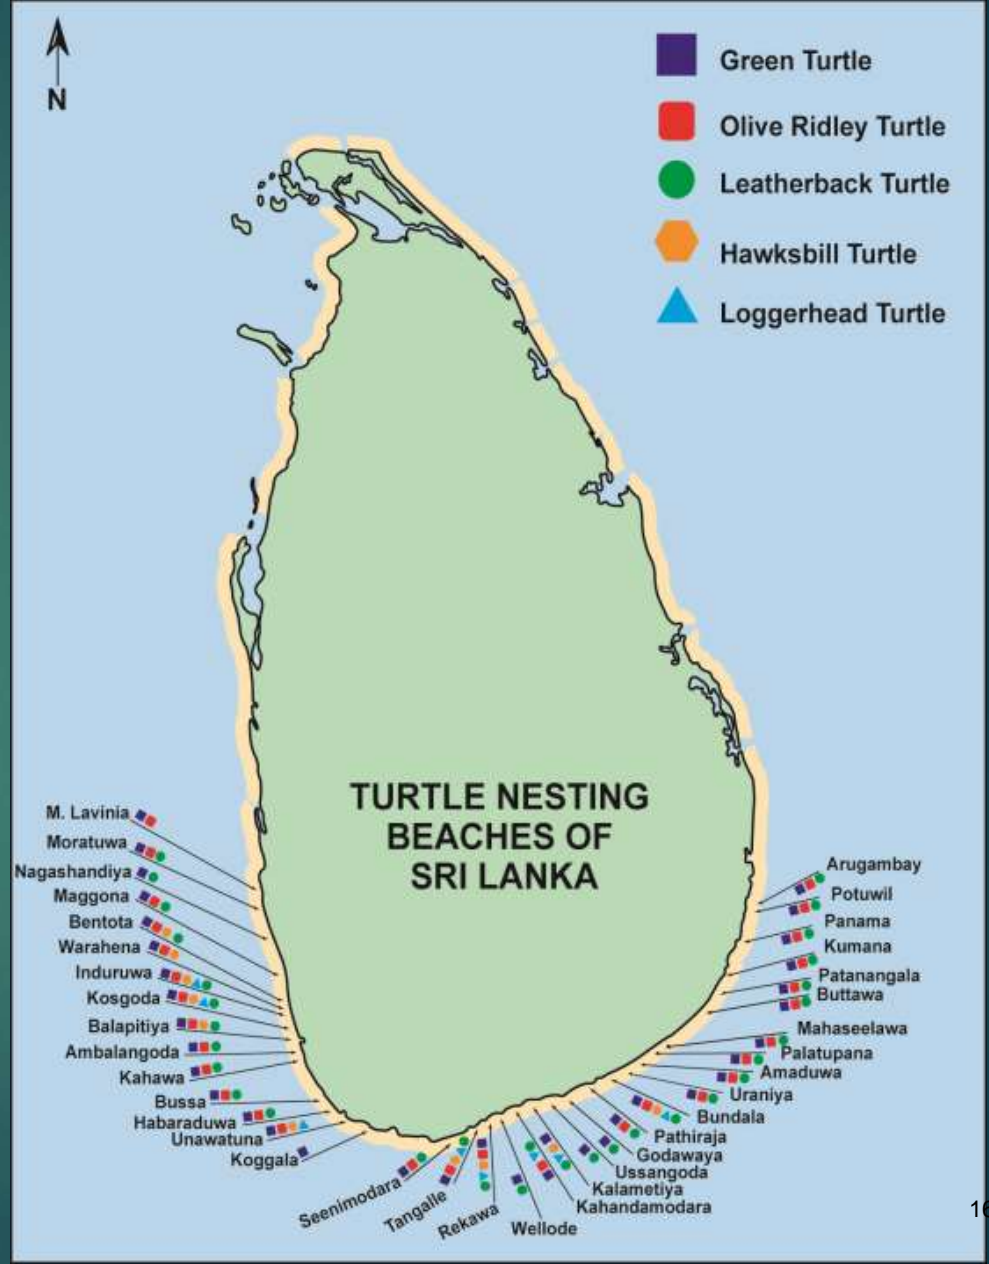 N
Green Turtle
Olive Ridley Turtle
Leatherback Turtle
Hawksbill Turtle
Loggerhead Turtle
TURTLE NESTING
BEACHES OF
SRI LANKA
M. Lavinia
Moratuwa
Nagashandiya
Maggona
Bentota
Warahena
Induruwa
Kosgoda
Balapitiya
Ambalangoda
Kahawa
Bussa
Habaraduwa
Unawatuna
Koggala
Seenimodara
Tangalle
Rekawa
Wellode
Kahandamodara
Kalametiya
Ussangoda
Godawaya
Pathiraja
Bundala
Uraniya
Amaduwa
Palatupana
Mahaseelawa
Buttawa
Patanangala
Kumana
Panama
Potuwil
Arugambay
16